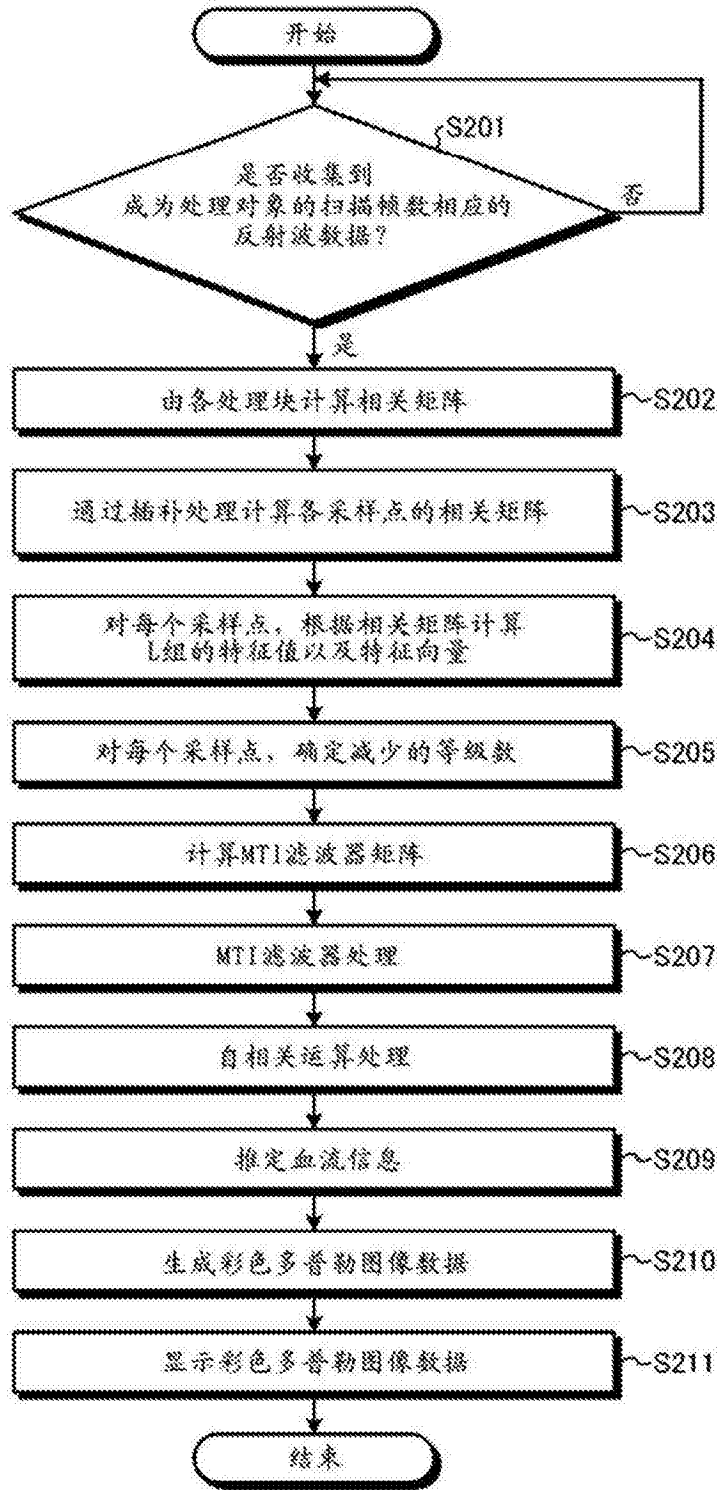 开始
S201
是否收集到
成为处理对象的扫描帧数相应的
反射波数据?
否
是
由各处理块计算相关矩阵
S202
通过插补处理计算各采样点的相关矩阵
S203
对每个采样点，根据相关矩阵计算
L组的特征值以及特征向量
S204
对每个采样点，确定减少的等级数
S205
计算MTI滤波器矩阵
S206
MTI滤波器处理
S207
自相关运算处理
S208
推定血流信息
S209
生成彩色多普勒图像数据
S210
显示彩色多普勒图像数据
S211
结束